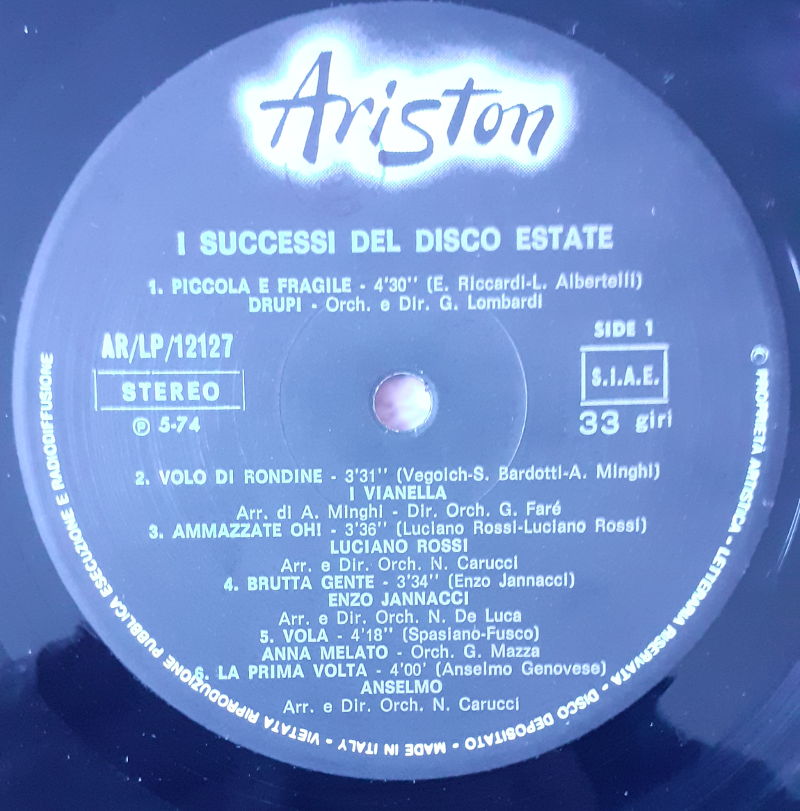 Ariston
I SUCCESSI DEL DISCO ESTATE
1. PICCOLA E FRAGILE - 4'30'' (E. Riccardi-L. Albertelli)
DRUPI - Orch. e Dir. G. Lombardi
AR/LP/12127
STEREO
Ⓟ 5-74
SIDE 1
S.I.A.E.
33 giri
2. VOLO DI RONDINE - 3'31'' (Vegoich-S. Bardotti-A. Minghi)
I VIANELLA
Arr. di A. Minghi - Dir. Orch. G. Faré
3. AMMAZZATE OH! - 3'36'' (Luciano Rossi-Luciano Rossi)
LUCIANO ROSSI
Arr. e Dir. Orch. N. Carucci
4. BRUTTA GENTE - 3'34'' (Enzo Jannacci)
ENZO JANNACCI
Arr. e Dir. Orch. N. De Luca
5. VOLA - 4'18'' (Spasiano-Fusco)
ANNA MELATO - Orch. G. Mazza
6. LA PRIMA VOLTA - 4'00' (Anselmo Genovese)
ANSELMO
Arr. e Dir. Orch. N. Carucci
© PROPRIETÀ ARTISTICA - LETTERARIA RISERVATA - DISCO DEPOSITATO - MADE IN ITALY - VIETATA RIPRODUZIONE PUBBLICA ESECUZIONE E RADIODIFFUSIONE